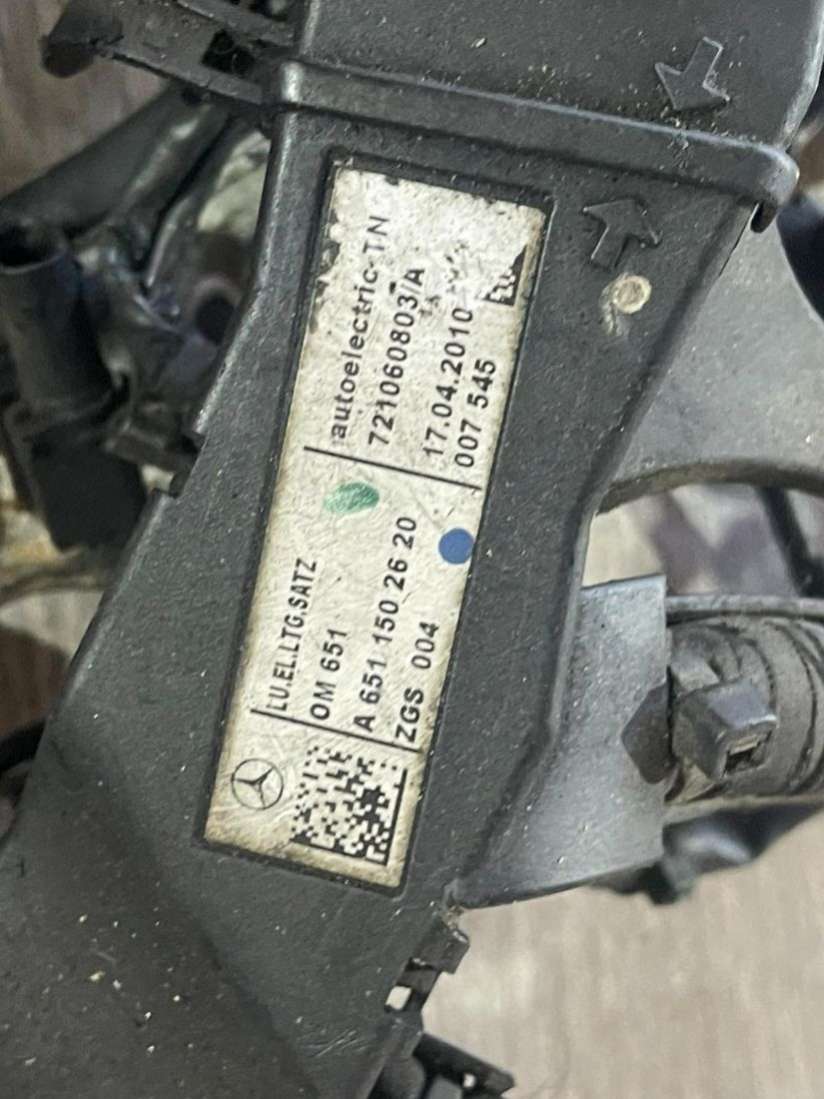 LU.EL.LTG.SATZ
OM 651
A 651 150 26 20
ZGS 004
autoelectric-TN
721060803/A
17.04.2010
007 545